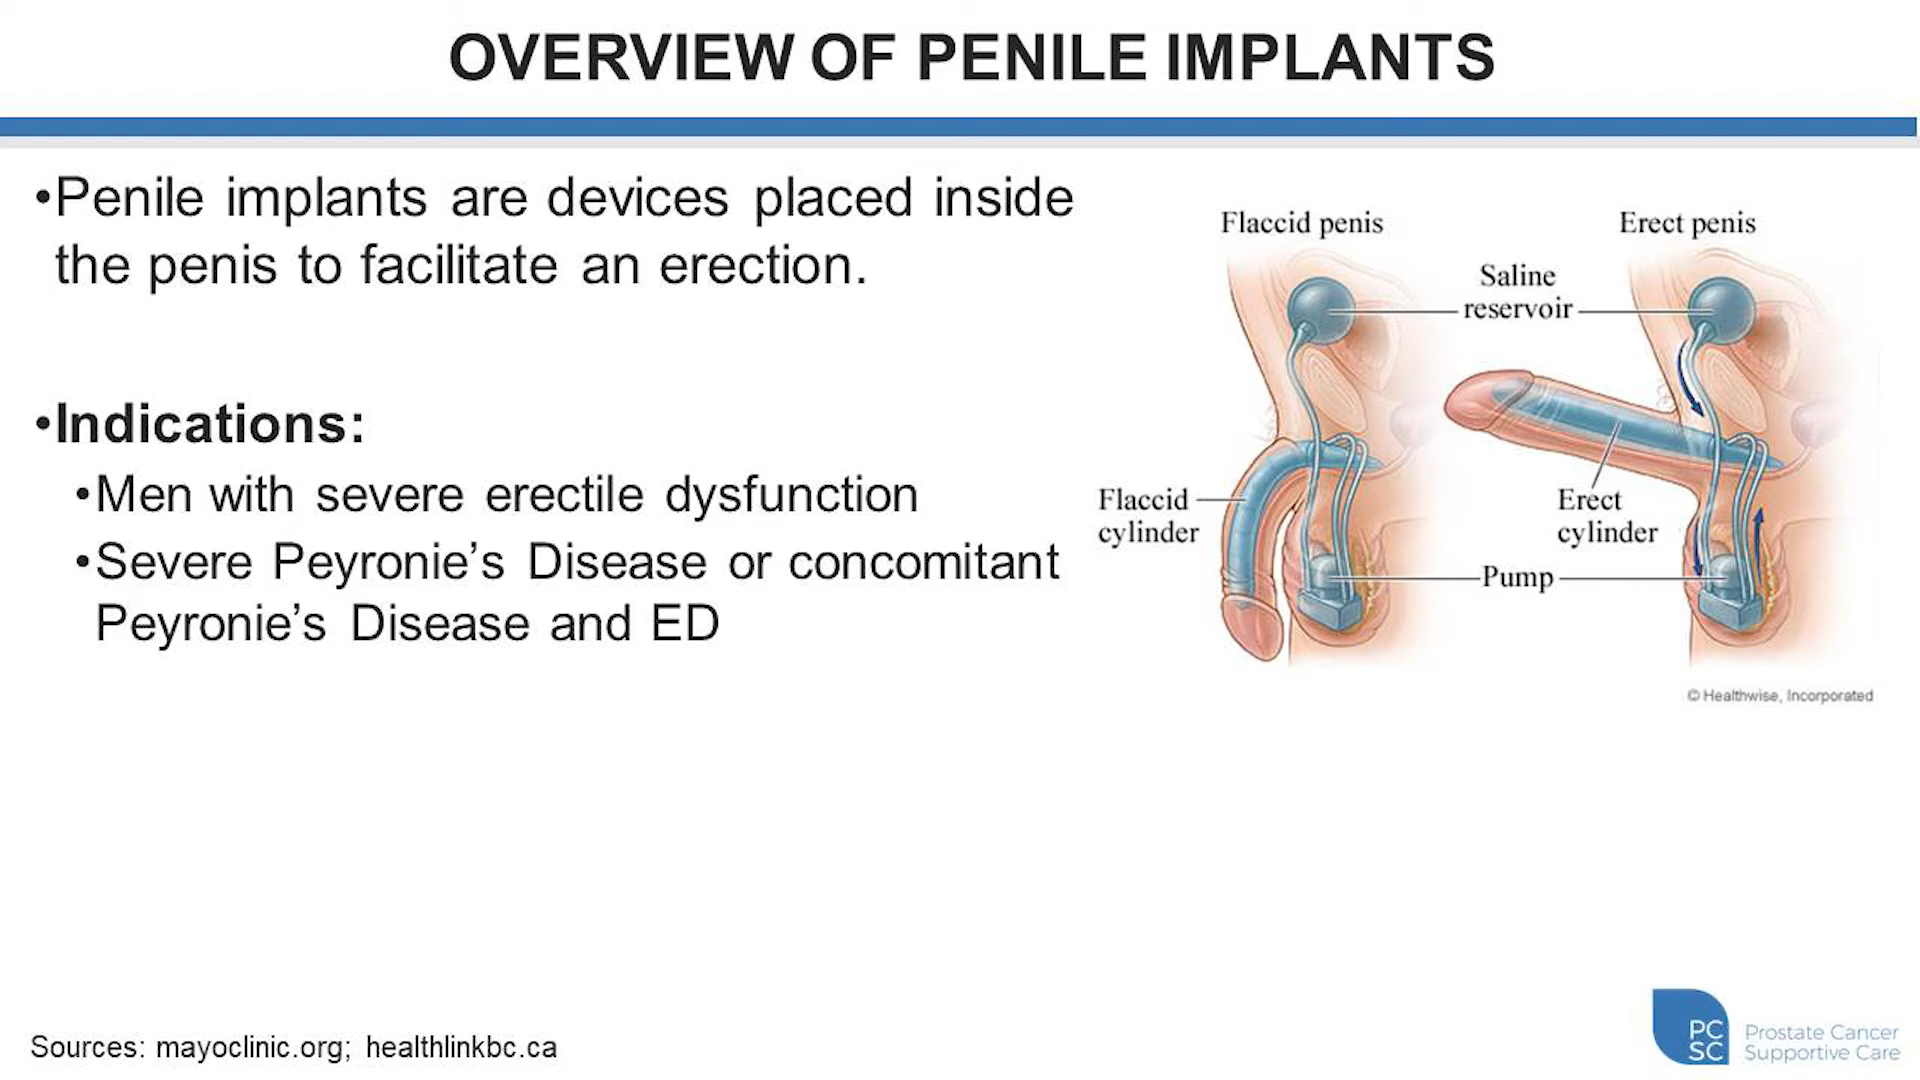 OVERVIEW OF PENILE IMPLANTS
•Penile implants are devices placed inside
the penis to facilitate an erection.
•Indications:
•Men with severe erectile dysfunction
•Severe Peyronie’s Disease or concomitant
Peyronie’s Disease and ED
Flaccid penis
Erect penis
Saline
reservoir
Flaccid
cylinder
Erect
cylinder
Pump
© Healthwise, Incorporated
Sources: mayoclinic.org; healthlinkbc.ca
PC
SC
Prostate Cancer
Supportive Care